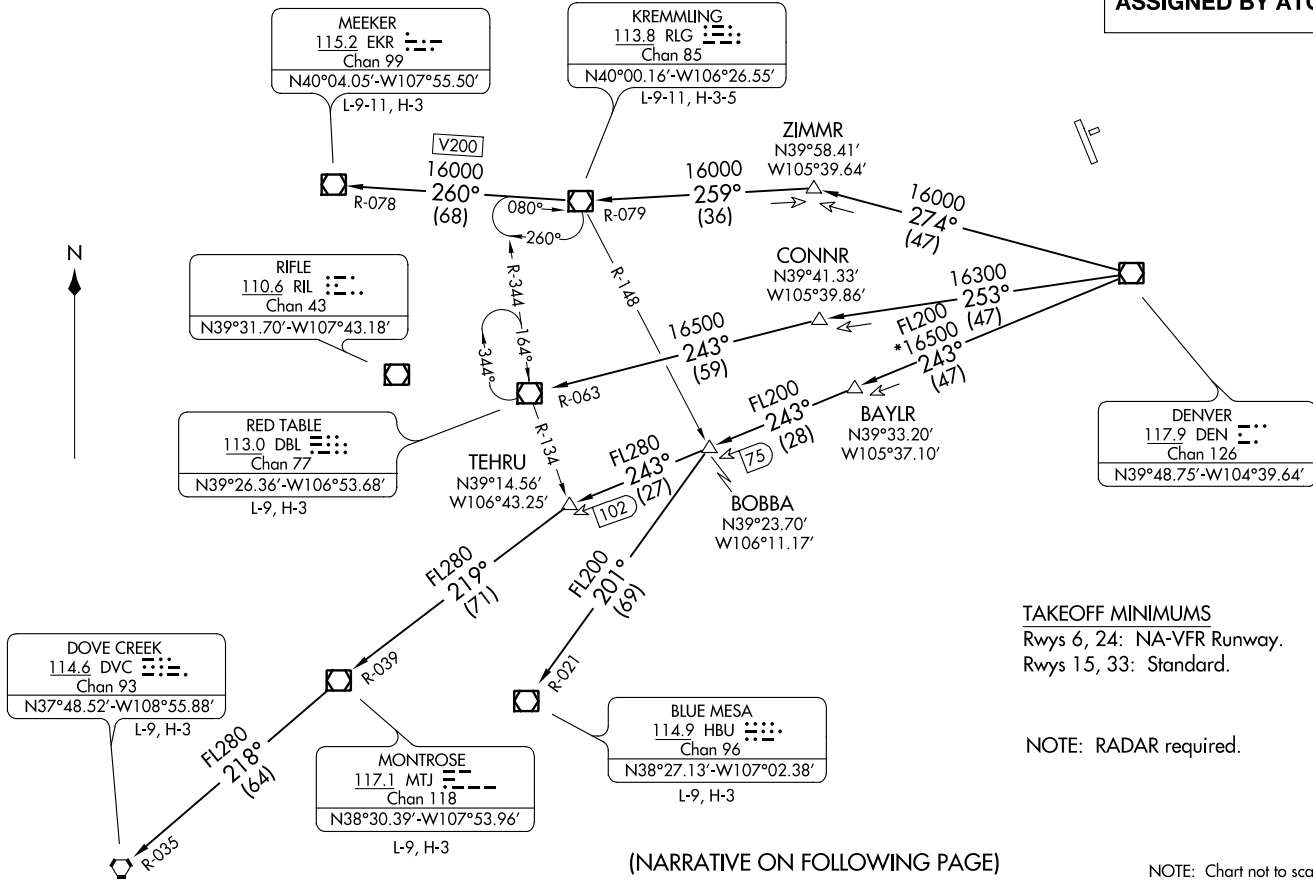 ASSIGNED BY ATC
MEEKER
115.2 EKR
Chan 99
N40°04.05'-W107°55.50'
L-9-11, H-3
KREMMLING
113.8 RLG
Chan 85
N40°00.16'-W106°26.55'
L-9-11, H-3-5
V200
16000
260°
(68)
R-078
080°
260°
R-079
16000
259°
(36)
ZIMMR
N39°58.41'
W105°39.64'
16000
274°
(47)
N
RIFLE
110.6 RIL
Chan 43
N39°31.70'-W107°43.18'
R-344
164°
344°
R-148
CONNR
N39°41.33'
W105°39.86'
16300
253°
(47)
16500
243°
(59)
R-063
FL200
*16500
243°
(47)
RED TABLE
113.0 DBL
Chan 77
N39°26.36'-W106°53.68'
L-9, H-3
R-134
BAYLR
N39°33.20'
W105°37.10'
FL200
243°
(28)
DENVER
117.9 DEN
Chan 126
N39°48.75'-W104°39.64'
TEHRU
N39°14.56'
W106°43.25'
FL280
243°
(27)
75
102
BOBBA
N39°23.70'
W106°11.17'
FL280
219°
(71)
FL200
201°
(69)
TAKEOFF MINIMUMS
Rwys 6, 24: NA-VFR Runway.
Rwys 15, 33: Standard.
NOTE: RADAR required.
DOVE CREEK
114.6 DVC
Chan 93
N37°48.52'-W108°55.88'
L-9, H-3
R-039
R-021
BLUE MESA
114.9 HBU
Chan 96
N38°27.13'-W107°02.38'
L-9, H-3
FL280
218°
(64)
MONTROSE
117.1 MTJ
Chan 118
N38°30.39'-W107°53.96'
L-9, H-3
R-035
(NARRATIVE ON FOLLOWING PAGE)
NOTE: Chart not to sca